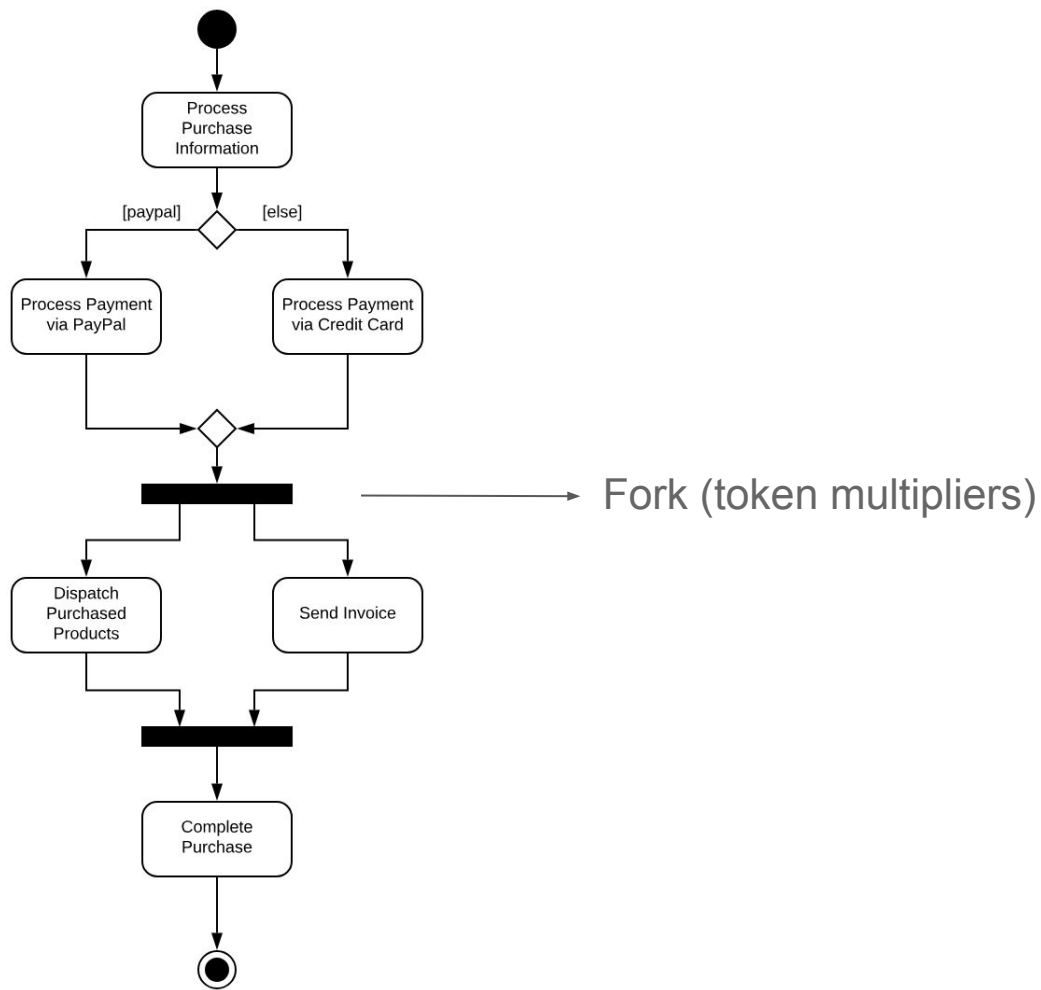 Process
Purchase
Information
[paypal]
[else]
Process Payment
via PayPal
Process Payment
via Credit Card
Fork (token multipliers)
Dispatch
Purchased
Products
Send Invoice
Complete
Purchase